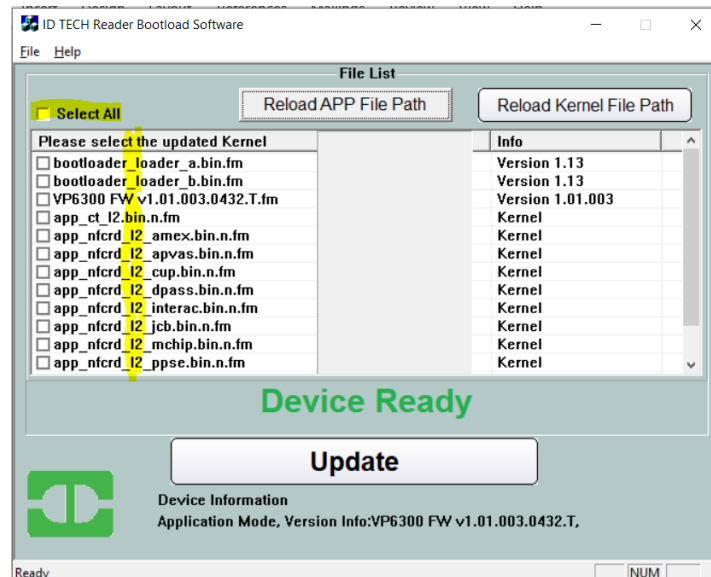 ID TECH Reader Bootload Software
File Help
File List
Select All
Reload APP File Path
Reload Kernel File Path
Please select the updated Kernel Info
bootloader_loader_a.bin.fm Version 1.13
bootloader_loader_b.bin.fm Version 1.13
VP6300 FW v1.01.003.0432.T.fm Version 1.01.003
app_ct_l2.bin.n.fm Kernel
app_nfcrd_l2_amex.bin.n.fm Kernel
app_nfcrd_l2_apvas.bin.n.fm Kernel
app_nfcrd_l2_cup.bin.n.fm Kernel
app_nfcrd_l2_dpass.bin.n.fm Kernel
app_nfcrd_l2_interac.bin.n.fm Kernel
app_nfcrd_l2_jcb.bin.n.fm Kernel
app_nfcrd_l2_mchip.bin.n.fm Kernel
app_nfcrd_l2_ppse.bin.n.fm Kernel
Device Ready
Update
Device Information
Application Mode, Version Info:VP6300 FW v1.01.003.0432.T,
Ready NUM